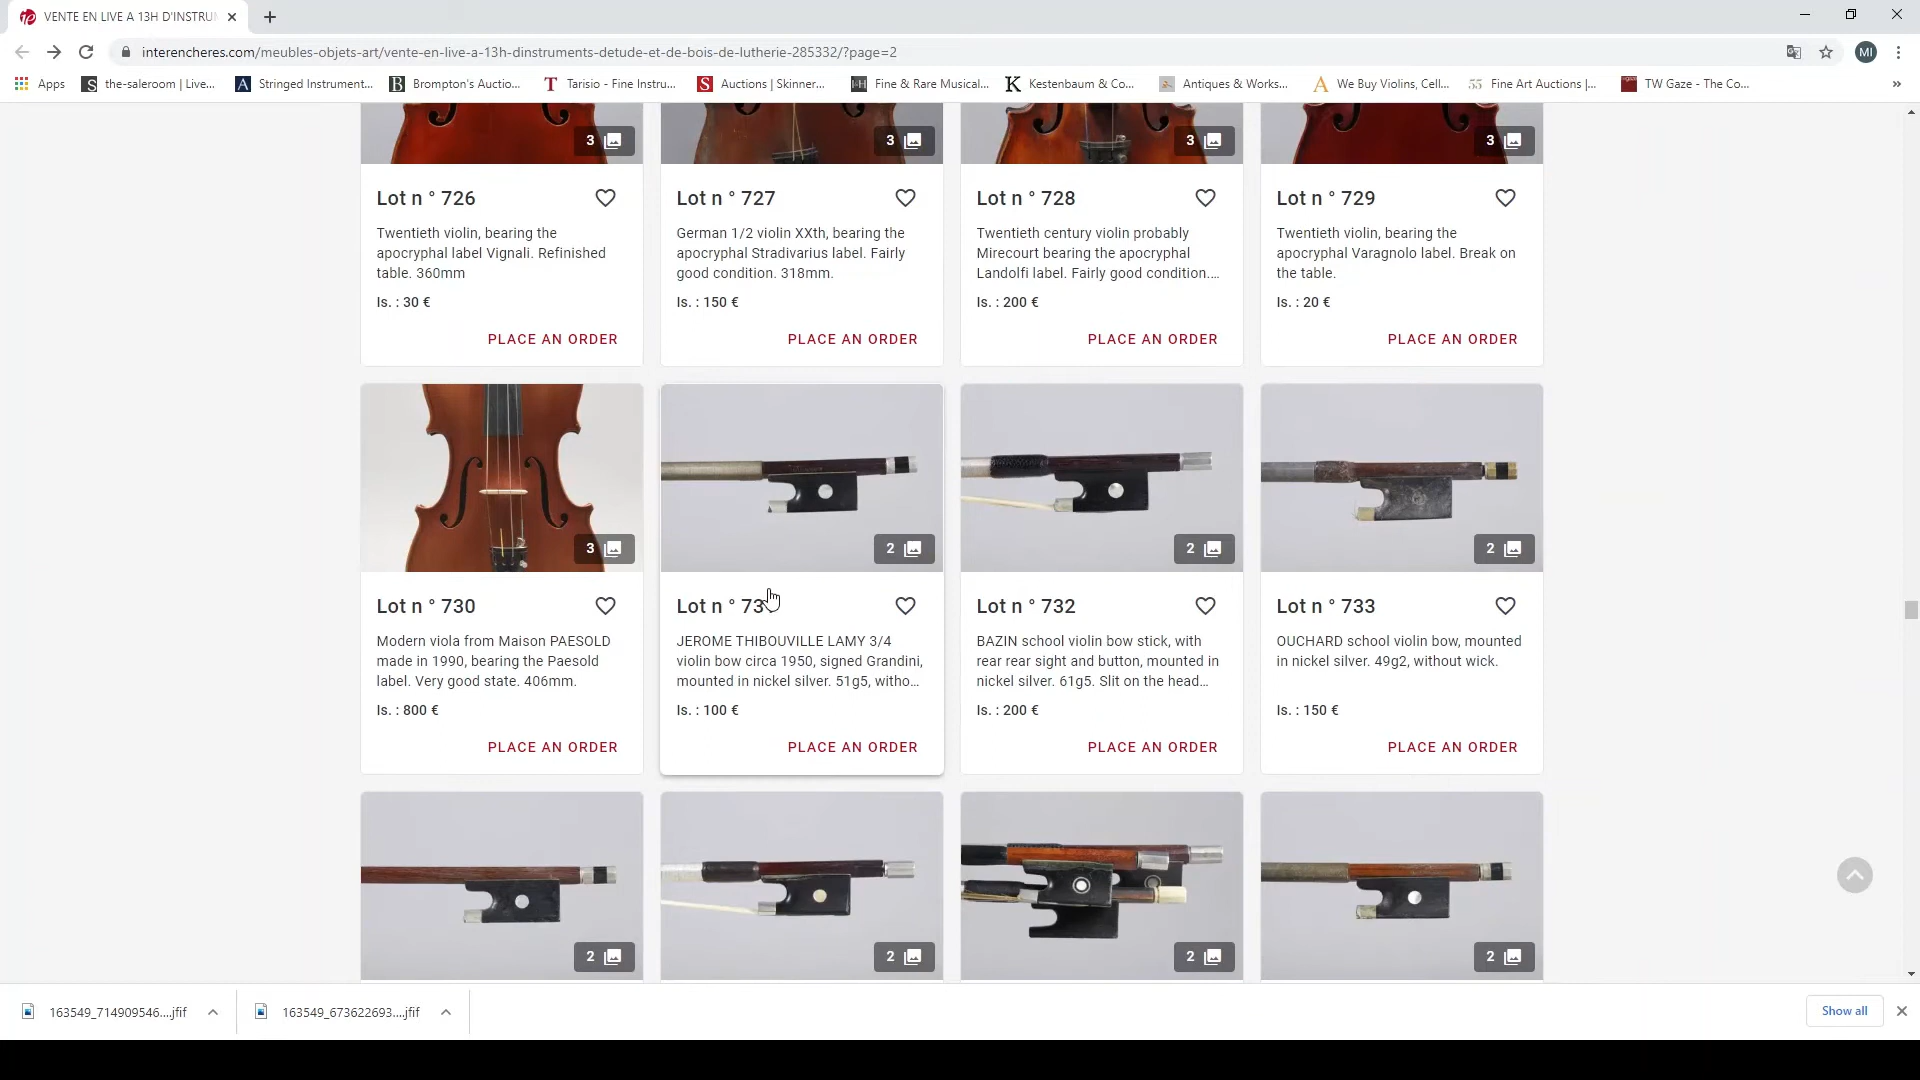 VENTE EN LIVE A 13H D'INSTRU
interencheres.com/meubles-objets-art/vente-en-live-a-13h-dinstruments-detude-et-de-bois-de-lutherie-285332/?page=2
MI
Apps the-saleroom | Live... Stringed Instrument... Brompton's Auctio... Tarisio - Fine Instru... Auctions | Skinner... Fine & Rare Musical... Kestenbaum & Co... Antiques & Works... We Buy Violins, Cell... Fine Art Auctions |... TW Gaze - The Co... »
3 3 3 3
Lot n ° 726
Twentieth violin, bearing the
apocryphal label Vignali. Refinished
table. 360mm
Is. : 30 €
PLACE AN ORDER
Lot n ° 727
German 1/2 violin XXth, bearing the
apocryphal Stradivarius label. Fairly
good condition. 318mm.
Is. : 150 €
PLACE AN ORDER
Lot n ° 728
Twentieth century violin probably
Mirecourt bearing the apocryphal
Landolfi label. Fairly good condition....
Is. : 200 €
PLACE AN ORDER
Lot n ° 729
Twentieth violin, bearing the
apocryphal Varagnolo label. Break on
the table.
Is. : 20 €
PLACE AN ORDER
3 2 2 2
Lot n ° 730
Modern viola from Maison PAESOLD
made in 1990, bearing the Paesold
label. Very good state. 406mm.
Is. : 800 €
PLACE AN ORDER
Lot n ° 73
JEROME THIBOUVILLE LAMY 3/4
violin bow circa 1950, signed Grandini,
mounted in nickel silver. 51g5, witho...
Is. : 100 €
PLACE AN ORDER
Lot n ° 732
BAZIN school violin bow stick, with
rear rear sight and button, mounted in
nickel silver. 61g5. Slit on the head...
Is. : 200 €
PLACE AN ORDER
Lot n ° 733
OUCHARD school violin bow, mounted
in nickel silver. 49g2, without wick.
Is. : 150 €
PLACE AN ORDER
2 2 2 2
163549_714909546....jfif
163549_673622693....jfif
Show all